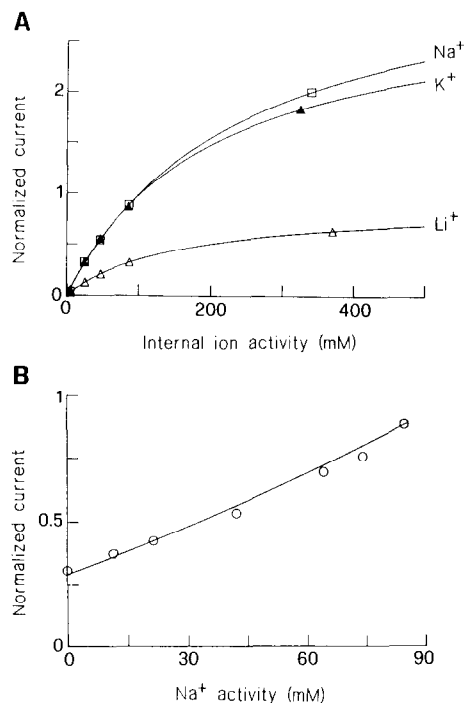 A
Normalized current
2
1
0
Na⁺
K⁺
Li⁺
0
200
400
Internal ion activity (mM)
B
Normalized current
1
0.5
0
0
30
60
90
Na⁺ activity (mM)